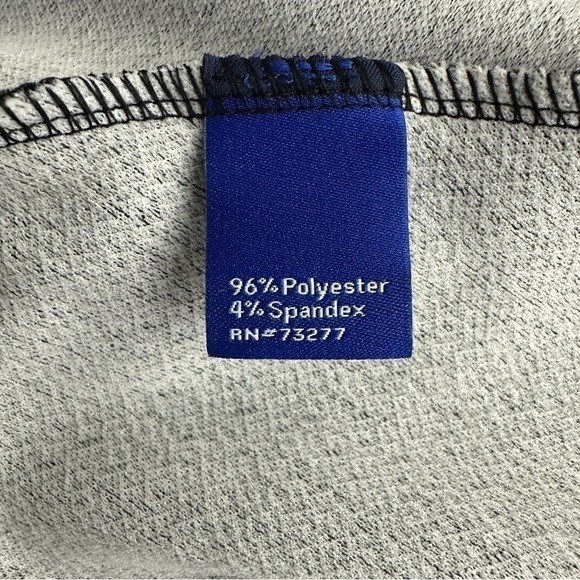 96% Polyester
4% Spandex
RN#73277